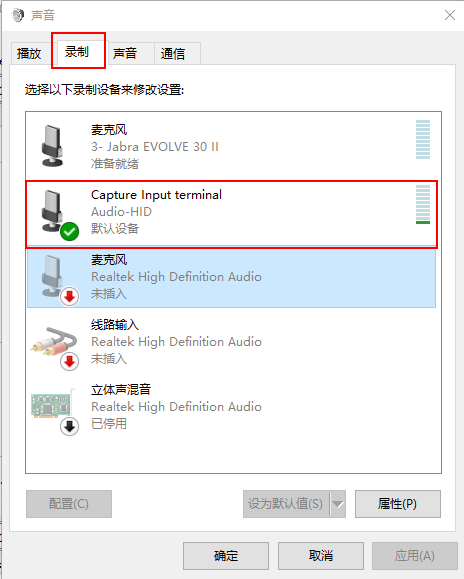 声音
播放
录制
声音
通信
选择以下录制设备来修改设置:
麦克风
3- Jabra EVOLVE 30 II
准备就绪
Capture Input terminal
Audio-HID
默认设备
麦克风
Realtek High Definition Audio
未插入
线路输入
Realtek High Definition Audio
未插入
立体声混音
Realtek High Definition Audio
已停用
配置(C)
设为默认值(S)
属性(P)
确定
取消
应用(A)